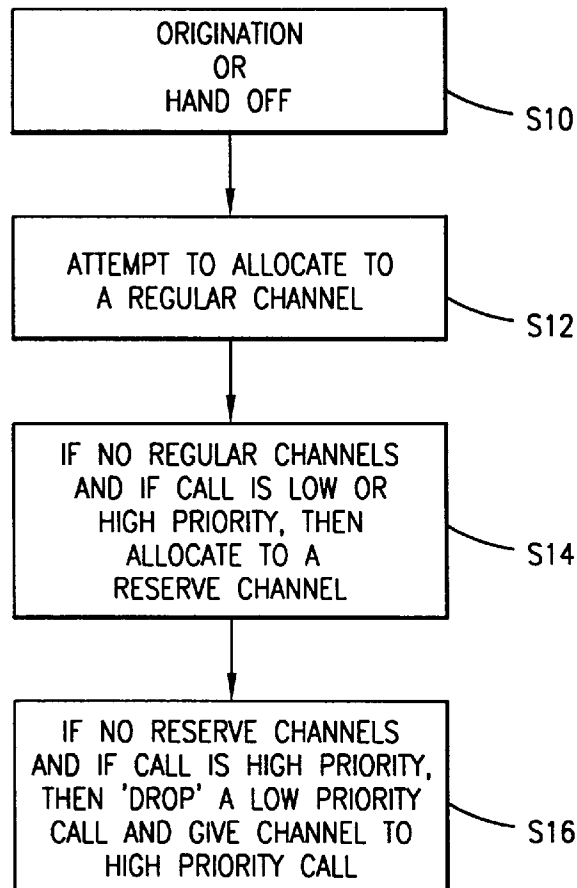 ORIGINATION
OR
HAND OFF
S10
ATTEMPT TO ALLOCATE TO
A REGULAR CHANNEL
S12
IF NO REGULAR CHANNELS
AND IF CALL IS LOW OR
HIGH PRIORITY, THEN
ALLOCATE TO A
RESERVE CHANNEL
S14
IF NO RESERVE CHANNELS
AND IF CALL IS HIGH PRIORITY,
THEN 'DROP' A LOW PRIORITY
CALL AND GIVE CHANNEL TO
HIGH PRIORITY CALL
S16